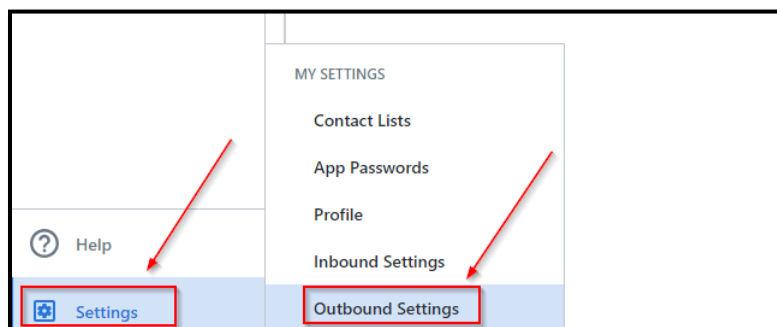 MY SETTINGS
Contact Lists
App Passwords
Profile
Inbound Settings
Outbound Settings
Help
Settings